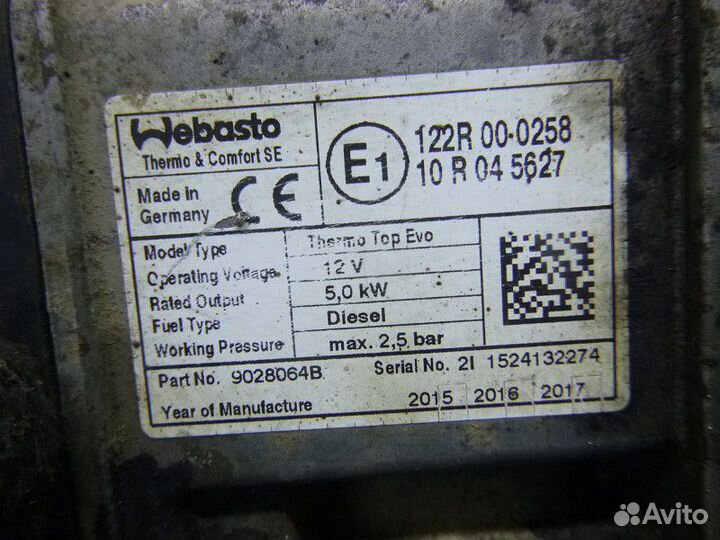 Webasto
Thermo & Comfort SE
Made in
Germany
CE
E1
122R 00-0258
10 R 04 5627
Model Type Thermo Top Evo
Operating Voltage 12 V
Rated Output 5,0 kW
Fuel Type Diesel
Working Pressure max. 2,5 bar
Part No. 9028064B Serial No. 21 1524132274
Year of Manufacture 2015 2016 2017
Avito